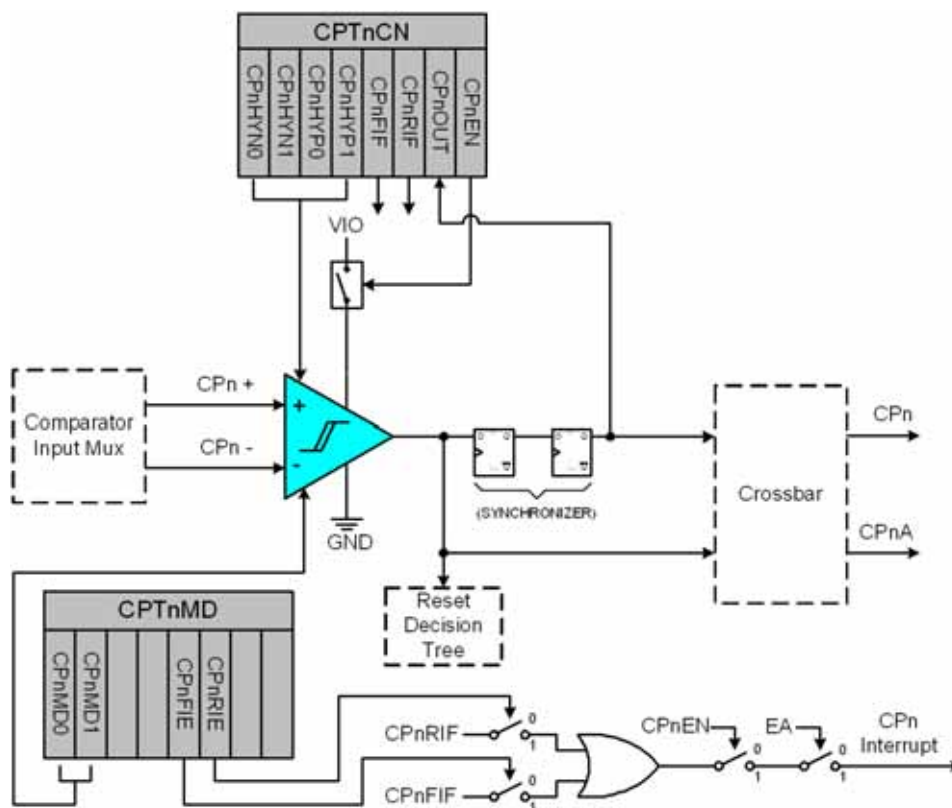 CPTnCN
CPnHYN0
CPnHYN1
CPnHYP0
CPnHYP1
CPnFIF
CPnRIF
CPnOUT
CPnEN
VIO
CPn +
+
Comparator
Input Mux
CPn -
-
GND
(SYNCHRONIZER)
Crossbar
CPn
CPnA
Reset
Decision
Tree
CPTnMD
CPnMD0
CPnMD1
CPnFIE
CPnRIE
CPnRIF
0
1
CPnFIF
0
1
CPnEN
0
1
EA
0
1
CPn
Interrupt